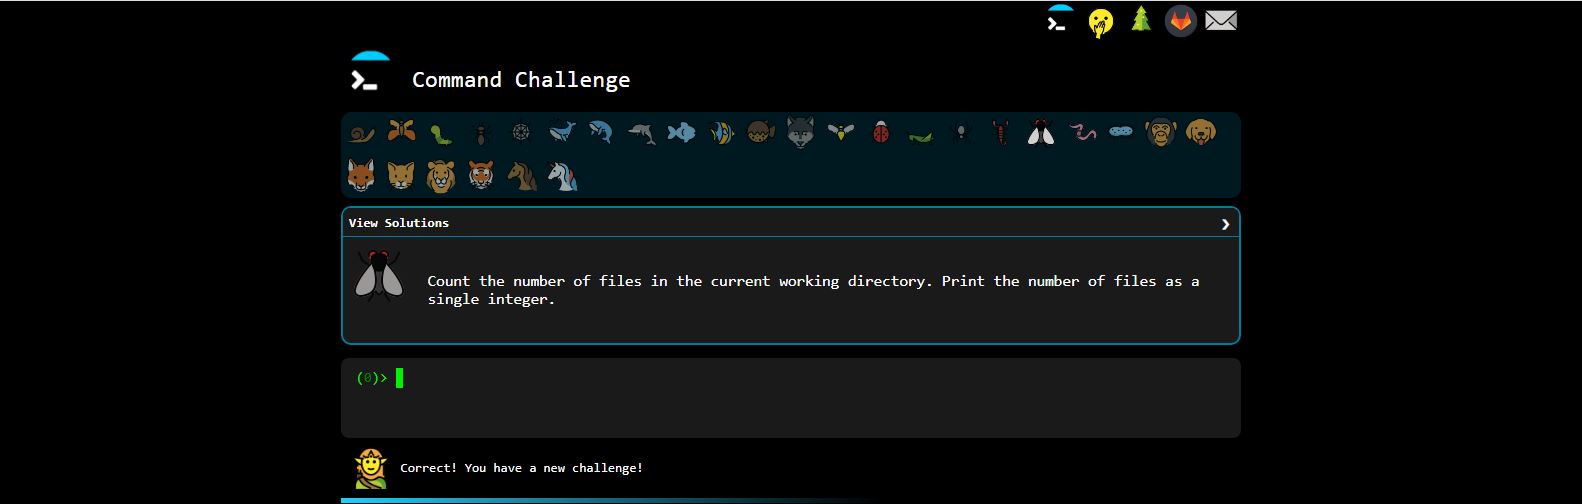 Command Challenge
View Solutions
Count the number of files in the current working directory. Print the number of files as a
single integer.
(0)>
Correct! You have a new challenge!